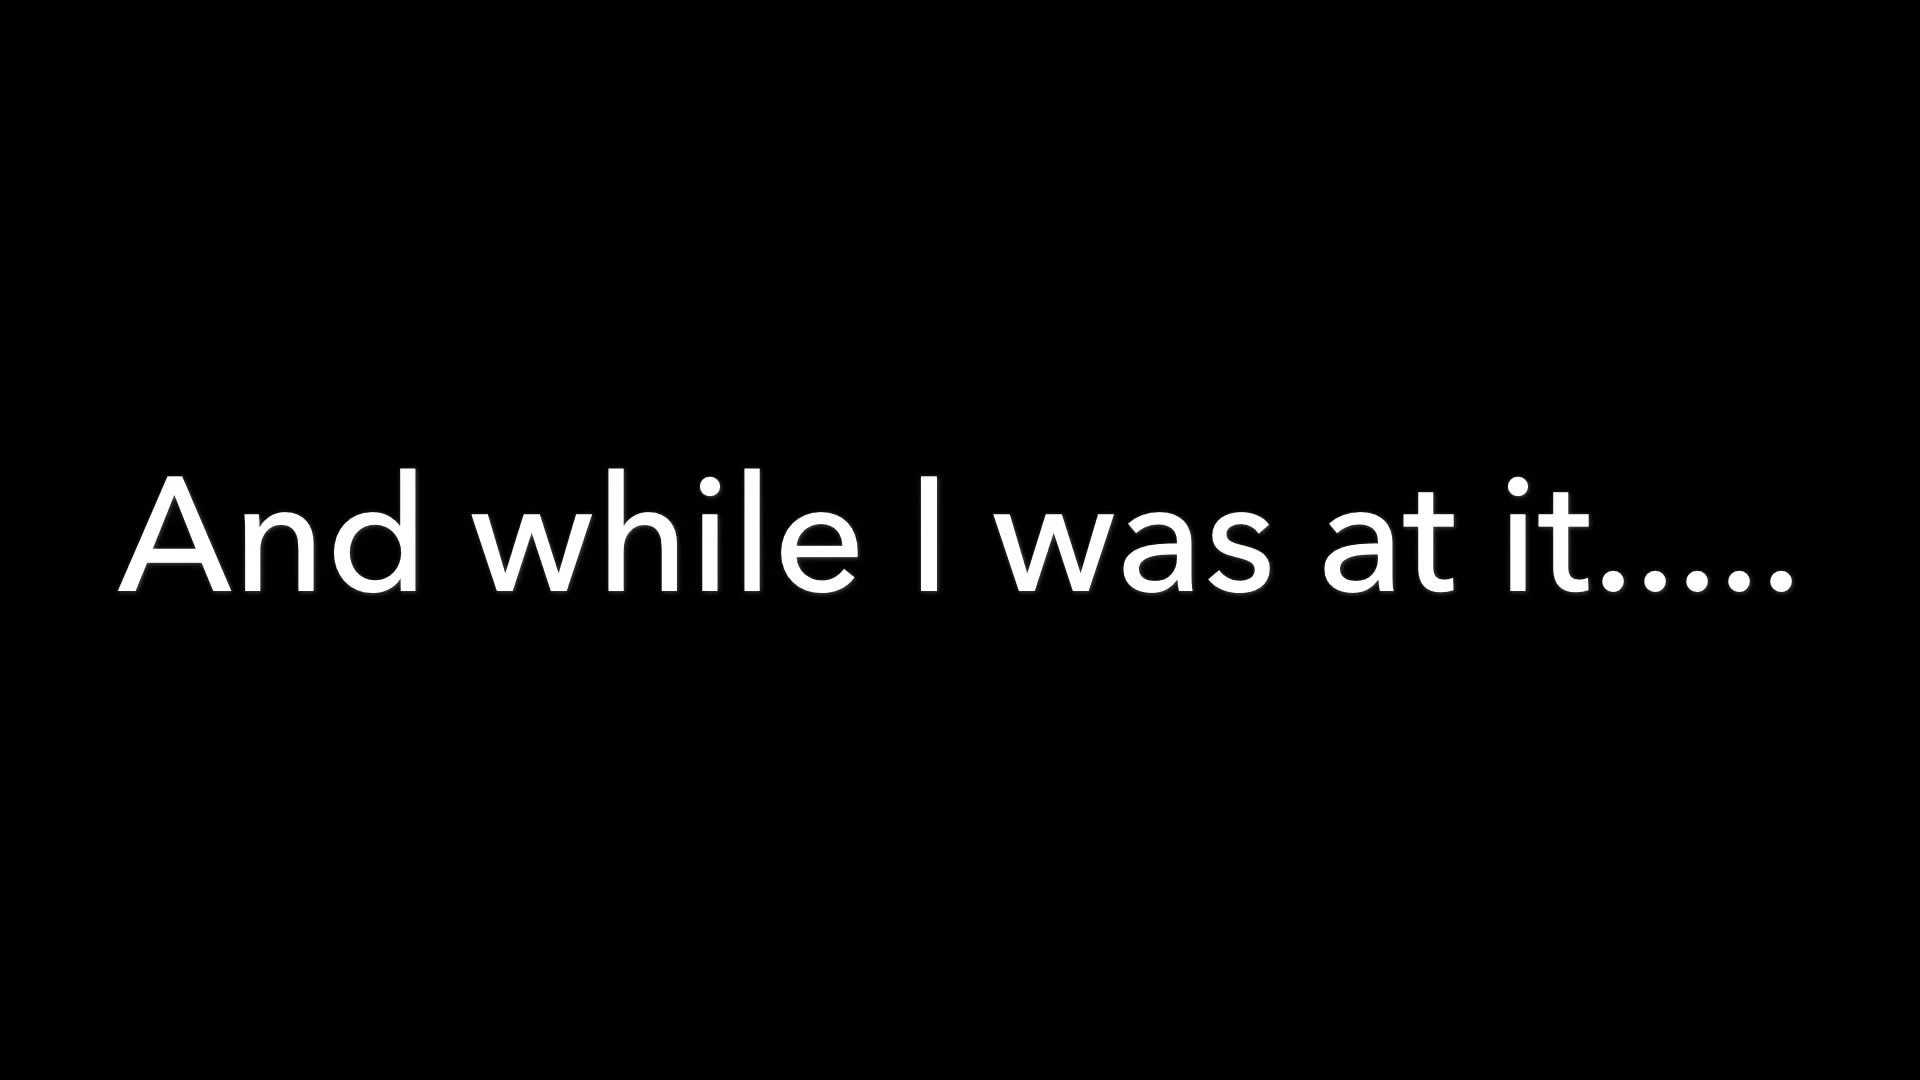 And while I was at it.....